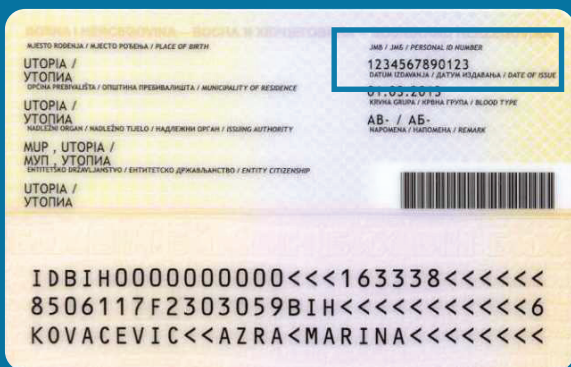 BOSNA I HERCEGOVINA
MJESTO ROĐENJA / МЈЕСТО РОЂЕЊА / PLACE OF BIRTH
UTOPIA /
УТОПИА
OPĆINA PREBIVALIŠTA / ОПШТИНА ПРЕБИВАЛИШТА / MUNICIPALITY OF RESIDENCE
UTOPIA /
УТОПИА
NADLEŽNI ORGAN / NADLEŽNO TIJELO / НАДЛЕЖНИ ОРГАН / ISSUING AUTHORITY
MUP , UTOPIA /
МУП , УТОПИА
ENTITETSKO DRŽAVLJANSTVO / ЕНТИТЕТСКО ДРЖАВЉАНСТВО / ENTITY CITIZENSHIP
UTOPIA /
УТОПИА
JMB / ЈМБ / PERSONAL ID NUMBER
1234567890123
DATUM IZDAVANJA / ДАТУМ ИЗДАВАЊА / DATE OF ISSUE
KRVNA GRUPA / КРВНА ГРУПА / BLOOD TYPE
AB- / АБ-
NAPOMENA / НАПОМЕНА / REMARK
IDBIH0000000000<<<163338<<<<<<
8506117F2303059BIH<<<<<<<<<<<6
KOVACEVIC<<AZRA<MARINA<<<<<<<<